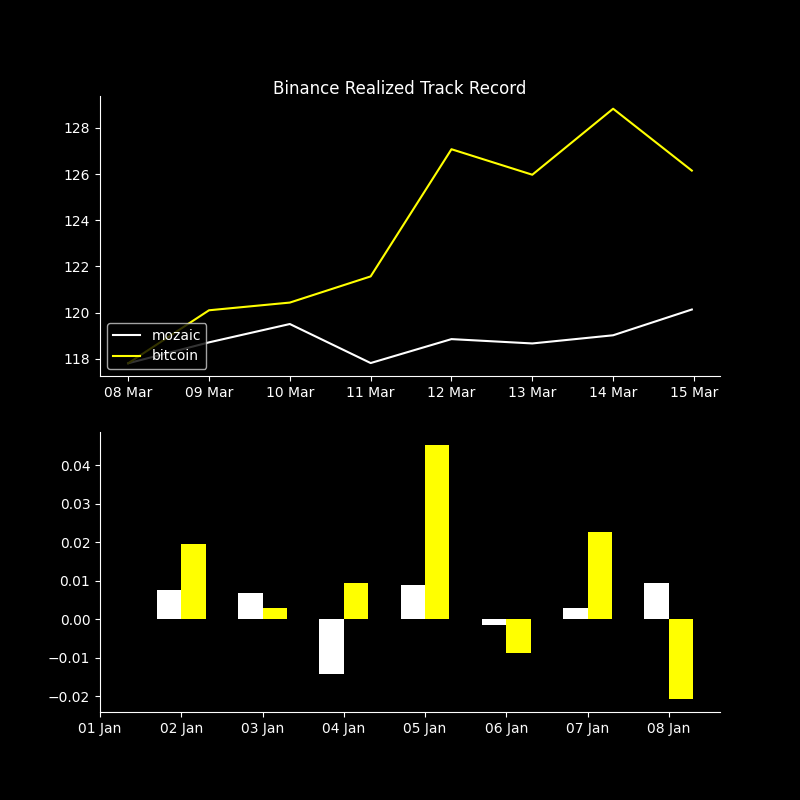 Binance Realized Track Record
128
126
124
122
120
118
mozaic
bitcoin
08 Mar 09 Mar 10 Mar 11 Mar 12 Mar 13 Mar 14 Mar 15 Mar
0.04
0.03
0.02
0.01
0.00
−0.01
−0.02
01 Jan 02 Jan 03 Jan 04 Jan 05 Jan 06 Jan 07 Jan 08 Jan